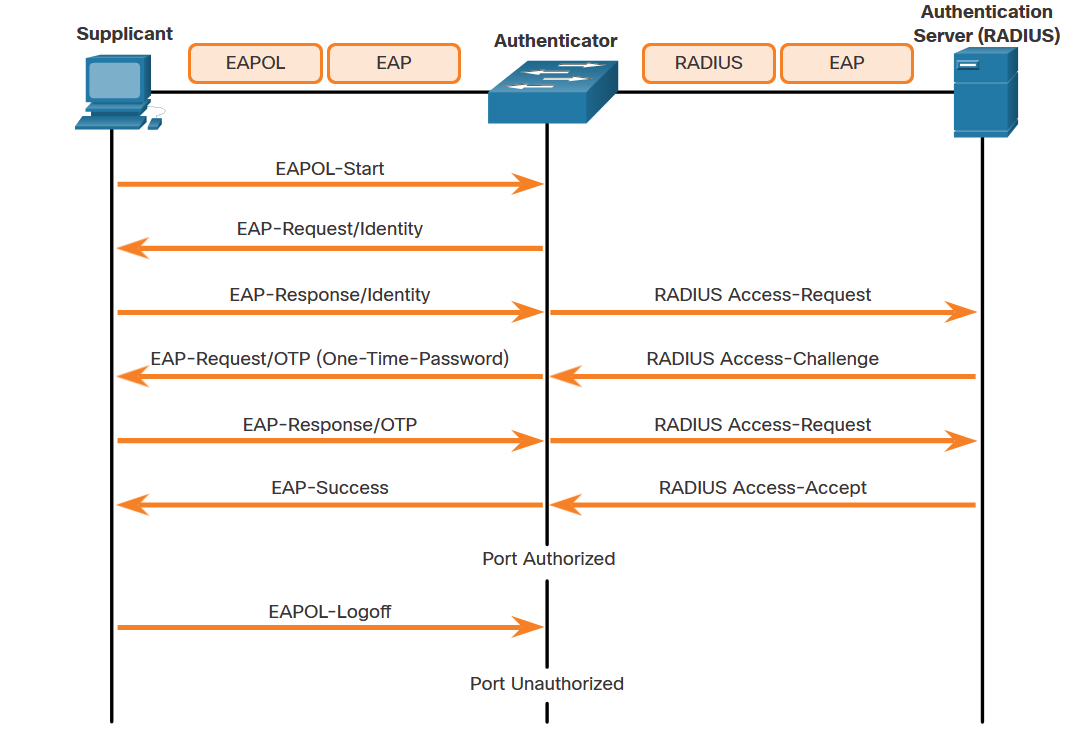 Supplicant
EAPOL
EAP
Authenticator
RADIUS
EAP
Authentication
Server (RADIUS)
EAPOL-Start
EAP-Request/Identity
EAP-Response/Identity
RADIUS Access-Request
EAP-Request/OTP (One-Time-Password)
RADIUS Access-Challenge
EAP-Response/OTP
RADIUS Access-Request
EAP-Success
RADIUS Access-Accept
Port Authorized
EAPOL-Logoff
Port Unauthorized